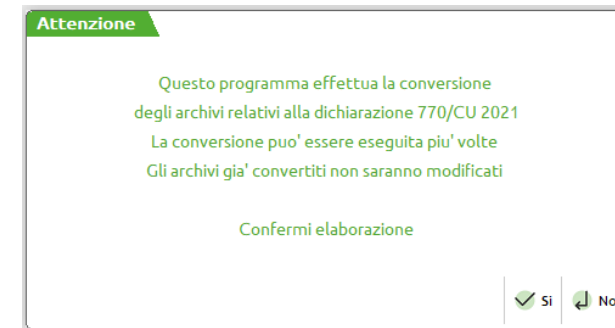 Attenzione
Questo programma effettua la conversione
degli archivi relativi alla dichiarazione 770/CU 2021
La conversione puo' essere eseguita piu' volte
Gli archivi gia' convertiti non saranno modificati
Confermi elaborazione
Si No